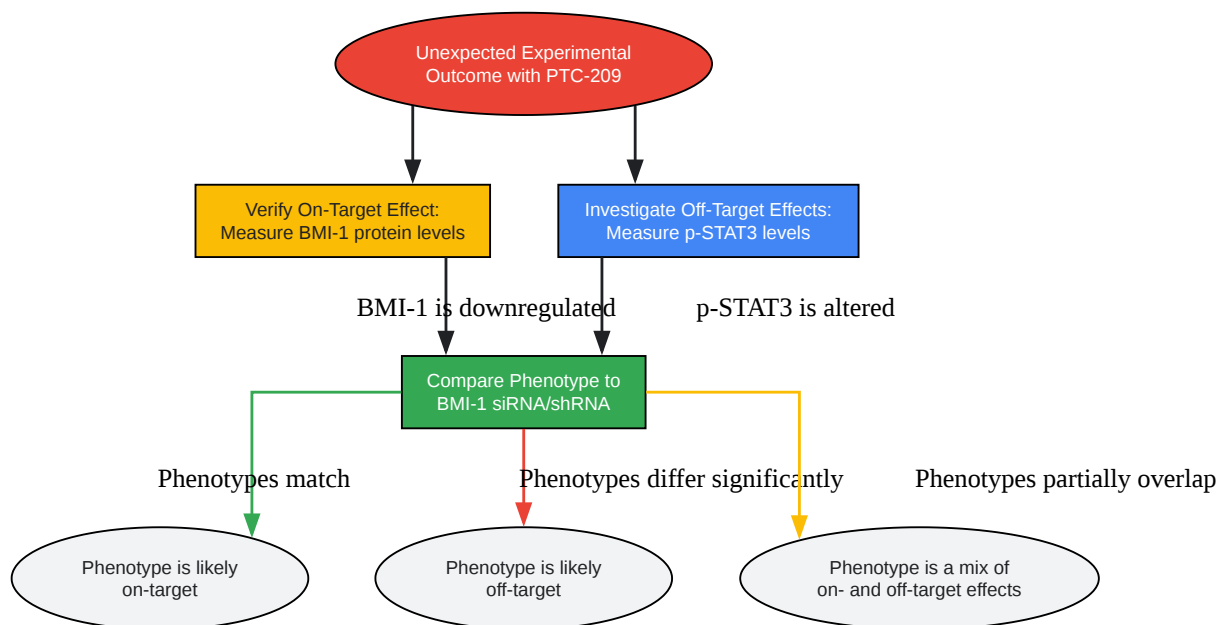 Unexpected Experimental
Outcome with PTC-209
Verify On-Target Effect:
Measure BMI-1 protein levels
Investigate Off-Target Effects:
Measure p-STAT3 levels
BMI-1 is downregulated
p-STAT3 is altered
Compare Phenotype to
BMI-1 siRNA/shRNA
Phenotypes match
Phenotypes differ significantly
Phenotypes partially overlap
Phenotype is likely
on-target
Phenotype is likely
off-target
Phenotype is a mix of
on- and off-target effects